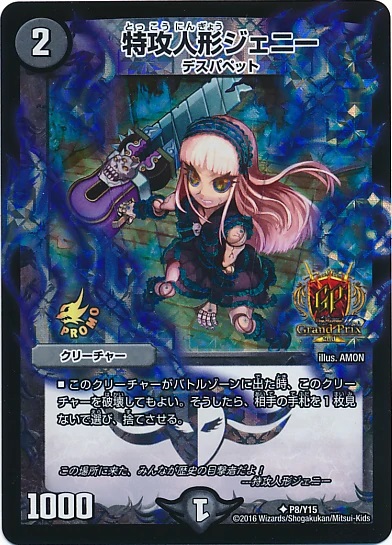 2
とっこうにんぎょう
特攻人形ジェニー
デスパペット
PROMO
GP
Grand Prix
クリーチャー
illus. AMON
■このクリーチャーがバトルゾーンに出た時、このクリー
チャーを破壊してもよい。そうしたら、相手の手札を1枚見
ないで選び、捨てさせる。
この場所に来た、みんなが歴史の目撃者だよ!
---特攻人形ジェニー
1000
1
P8/Y15
©2016 Wizards/Shogakukan/Mitsui-Kids